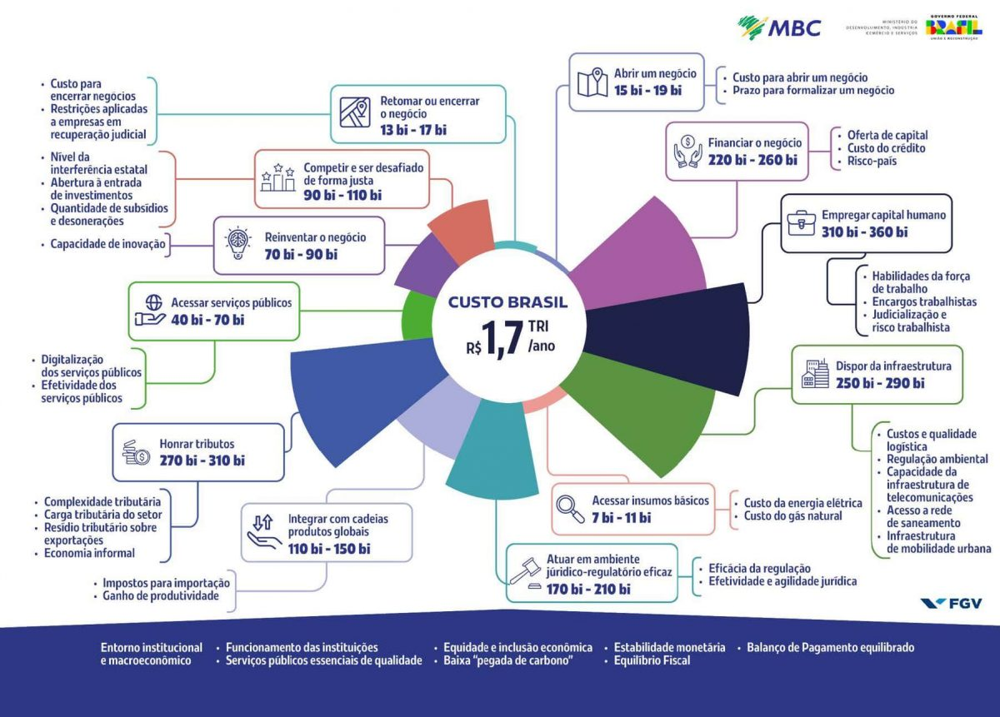 MBC
MINISTÉRIO DO
DESENVOLVIMENTO, INDÚSTRIA
COMÉRCIO E SERVIÇOS
GOVERNO FEDERAL
BRASIL
UNIÃO E RECONSTRUÇÃO
Abrir um negócio
15 bi - 19 bi
• Custo para abrir um negócio
• Prazo para formalizar um negócio
Financiar o negócio
220 bi - 260 bi
• Oferta de capital
• Custo do crédito
• Risco-país
Empregar capital humano
310 bi - 360 bi
• Habilidades da força
de trabalho
• Encargos trabalhistas
• Judicialização e
risco trabalhista
Dispor da infraestrutura
250 bi - 290 bi
• Custos e qualidade
logística
• Regulação ambiental
• Capacidade da
infraestrutura de
telecomunicações
• Acesso a rede
de saneamento
• Infraestrutura
de mobilidade urbana
Acessar insumos básicos
7 bi - 11 bi
• Custo da energia elétrica
• Custo do gás natural
Atuar em ambiente
júridico-regulatório eficaz
170 bi - 210 bi
• Eficácia da regulação
• Efetividade e agilidade jurídica
Integrar com cadeias
produtos globais
110 bi - 150 bi
• Impostos para importação
• Ganho de produtividade
Honrar tributos
270 bi - 310 bi
• Complexidade tributária
• Carga tributária do setor
• Resídio tributário sobre
exportações
• Economia informal
Acessar serviços públicos
40 bi - 70 bi
• Digitalização
dos serviços públicos
• Efetividade dos
serviços públicos
Reinventar o negócio
70 bi - 90 bi
• Capacidade de inovação
Competir e ser desafiado
de forma justa
90 bi - 110 bi
• Nível da
interferência estatal
• Abertura à entrada
de investimentos
• Quantidade de subsídios
e desonerações
Retomar ou encerrar
o negócio
13 bi - 17 bi
• Custo para
encerrar negócios
• Restrições aplicadas
a empresas em
recuperação judicial
CUSTO BRASIL
R$ 1,7 TRI
/ano
FGV
Entorno institucional
e macroeconômico
• Funcionamento das instituições
• Serviços públicos essenciais de qualidade
• Equidade e inclusão econômica
• Baixa “pegada de carbono”
• Estabilidade monetária
• Equilíbrio Fiscal
• Balanço de Pagamento equilibrado